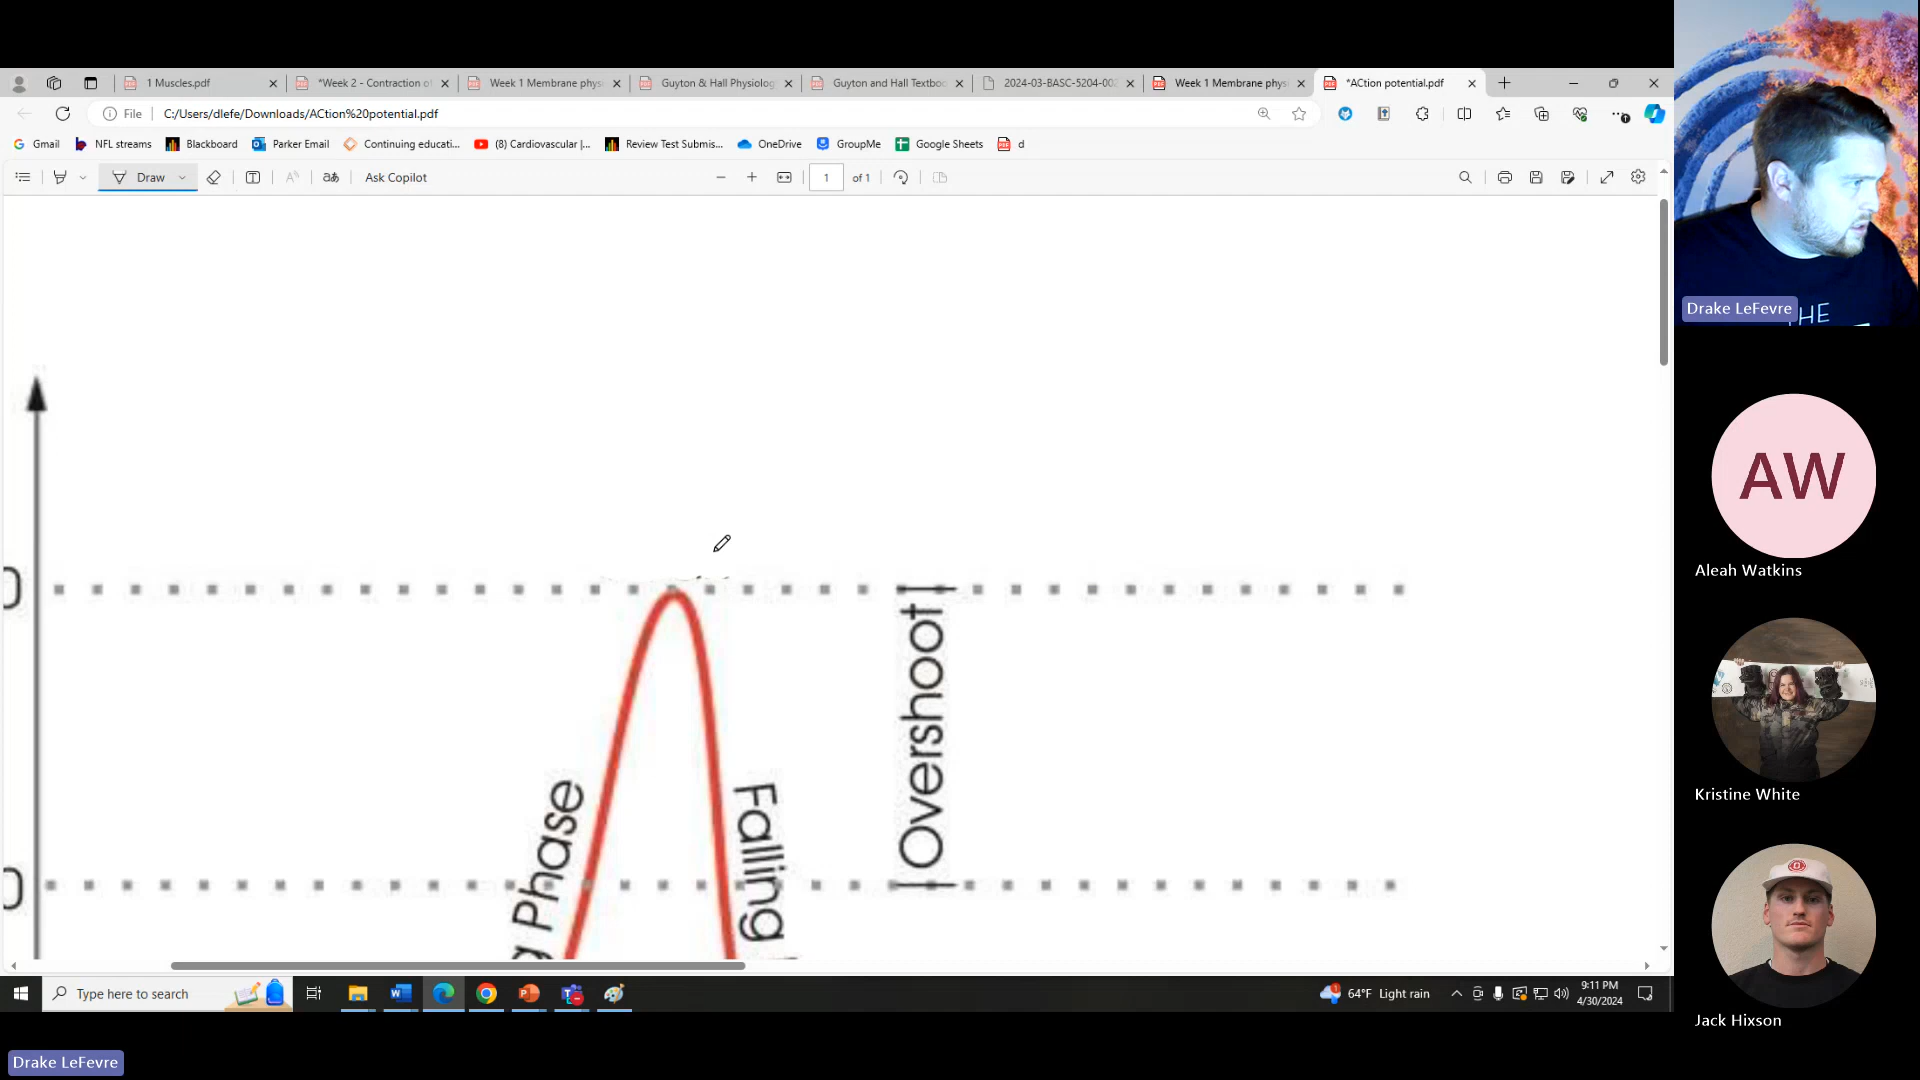 1 Muscles.pdf
*Week 2 - Contraction of
Week 1 Membrane phys
Guyton & Hall Physiolog
Guyton and Hall Textboo
2024-03-BASC-5204-002
Week 1 Membrane phys
*ACtion potential.pdf
File
C:/Users/dlefe/Downloads/ACtion%20potential.pdf
Gmail
NFL streams
Blackboard
Parker Email
Continuing educati...
(8) Cardiovascular |...
Review Test Submis...
OneDrive
GroupMe
Google Sheets
d
Draw
Ask Copilot
1
of 1
0
Overshoot
g Phase
Falling
0
THE
Drake LeFevre
AW
Aleah Watkins
Kristine White
Jack Hixson
Type here to search
64°F Light rain
9:11 PM
4/30/2024
Drake LeFevre